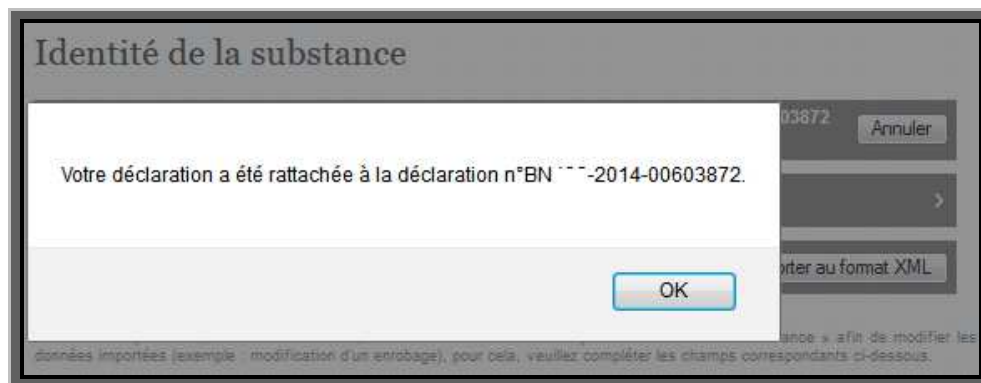 Identité de la substance
03872
Annuler
Votre déclaration a été rattachée à la déclaration n°BN -2014-00603872.
>
rter au format XML
OK
ance » afin de modifier les
données importées (exemple : modification d'un enrobage), pour cela, veuillez compléter les champs correspondants ci-dessous.